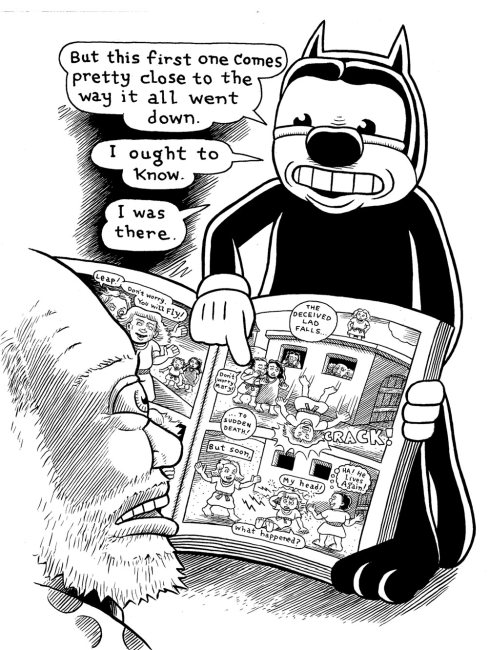 But this first one comes
pretty close to the
way it all went
down.
I ought to
know.
I was
there.
Leap!
Don't worry.
You will Fly!
THE
DECEIVED
LAD
FALLS...
Don't
worry,
Mary!
... TO
SUDDEN
DEATH!
CRACK!
But soon,
My head!
HA! He
Lives
Again!
What happened?